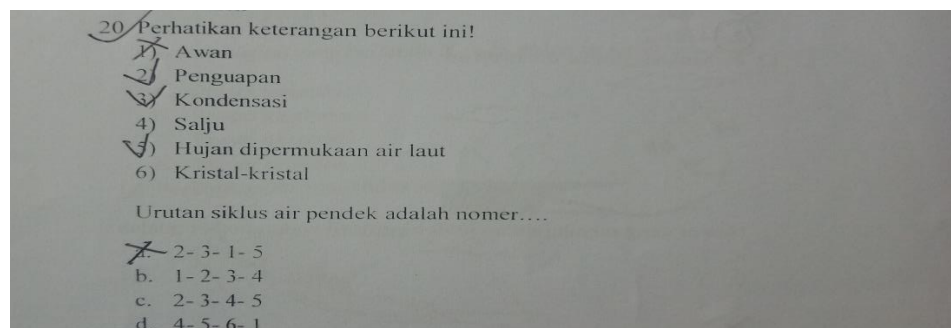 20 Perhatikan keterangan berikut ini!
1) Awan
2) Penguapan
3) Kondensasi
4) Salju
5) Hujan dipermukaan air laut
6) Kristal-kristal
Urutan siklus air pendek adalah nomer....
a. 2- 3- 1- 5
b. 1- 2- 3- 4
c. 2- 3- 4- 5
d 4- 5- 6- 1